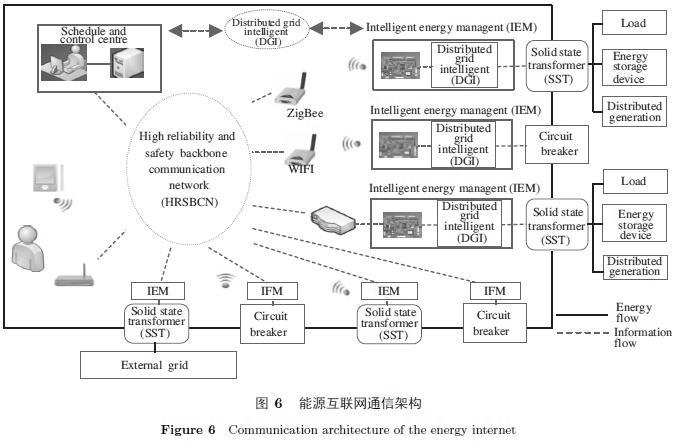 Schedule and
control centre
Distributed grid
intelligent
(DGI)
Intelligent energy managent (IEM)
Distributed
grid
intelligent
(DGI)
Solid state
transformer
(SST)
Load
Energy
storage
device
Distributed
generation
ZigBee
High reliability and
safety backbone
communication
network
(HRSBCN)
WIFI
Intelligent energy managent (IEM)
Distributed
grid
intelligent
(DGI)
Circuit
breaker
Intelligent energy managent (IEM)
Distributed
grid
intelligent
(DGI)
Solid state
transformer
(SST)
Load
Energy
storage
device
Distributed
generation
IEM
Solid state
transformer
(SST)
IFM
Circuit
breaker
IEM
Solid state
transformer
(SST)
IFM
Circuit
breaker
External grid
Energy
flow
Information
flow
图 6 能源互联网通信架构
Figure 6 Communication architecture of the energy internet